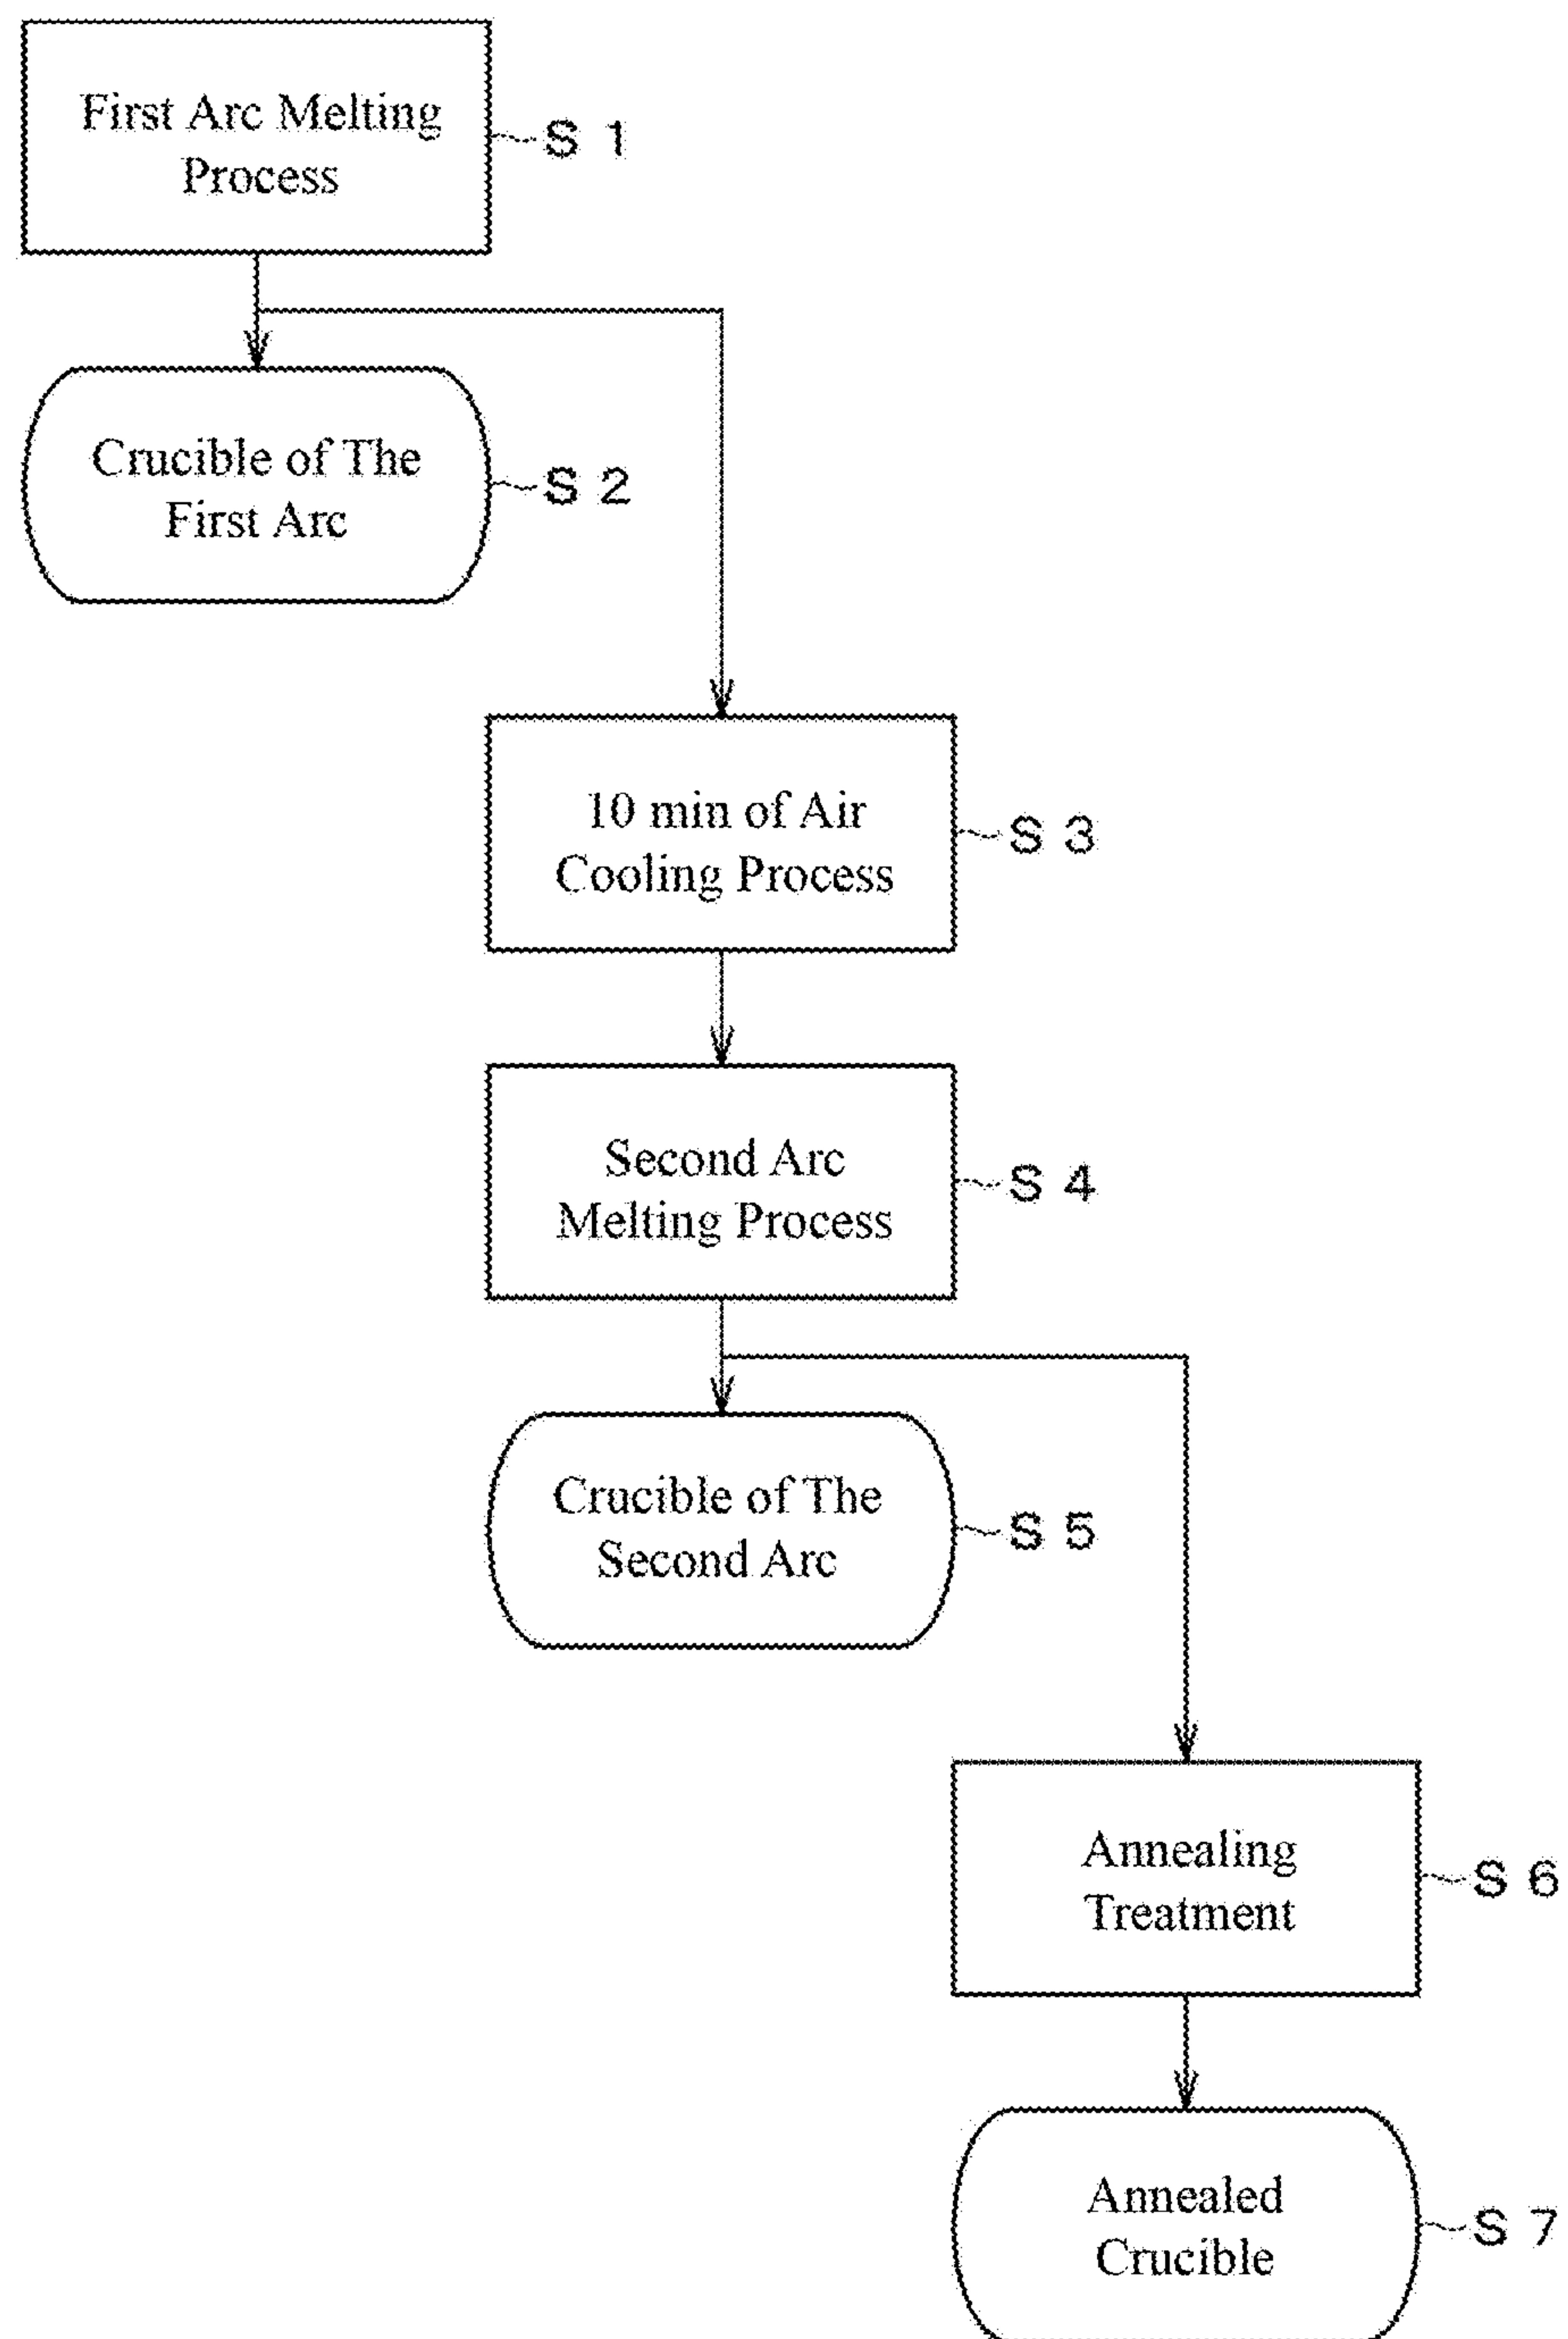 First Arc Melting
Process
S 1
Crucible of The
First Arc
S 2
10 min of Air
Cooling Process
S 3
Second Arc
Melting Process
S 4
Crucible of The
Second Arc
S 5
Annealing
Treatment
S 6
Annealed
Crucible
S 7